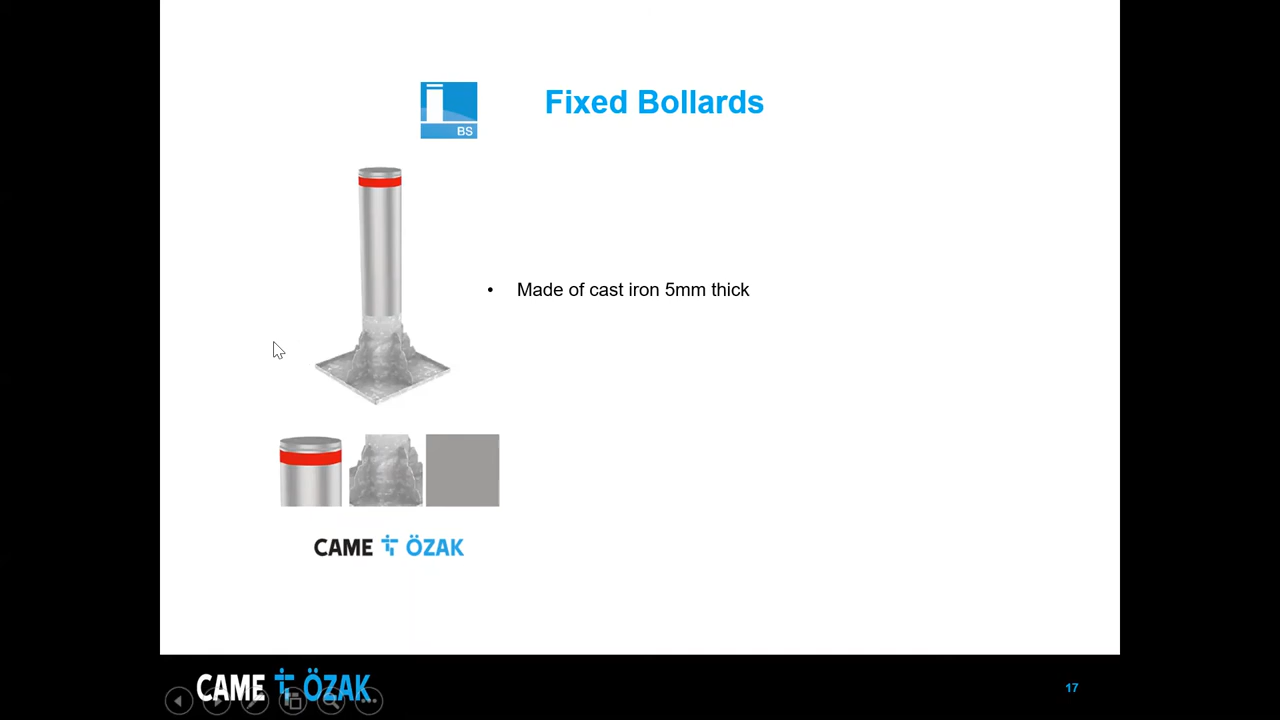 BS
Fixed Bollards
• Made of cast iron 5mm thick
CAME ÖZAK
CAME ÖZAK
17